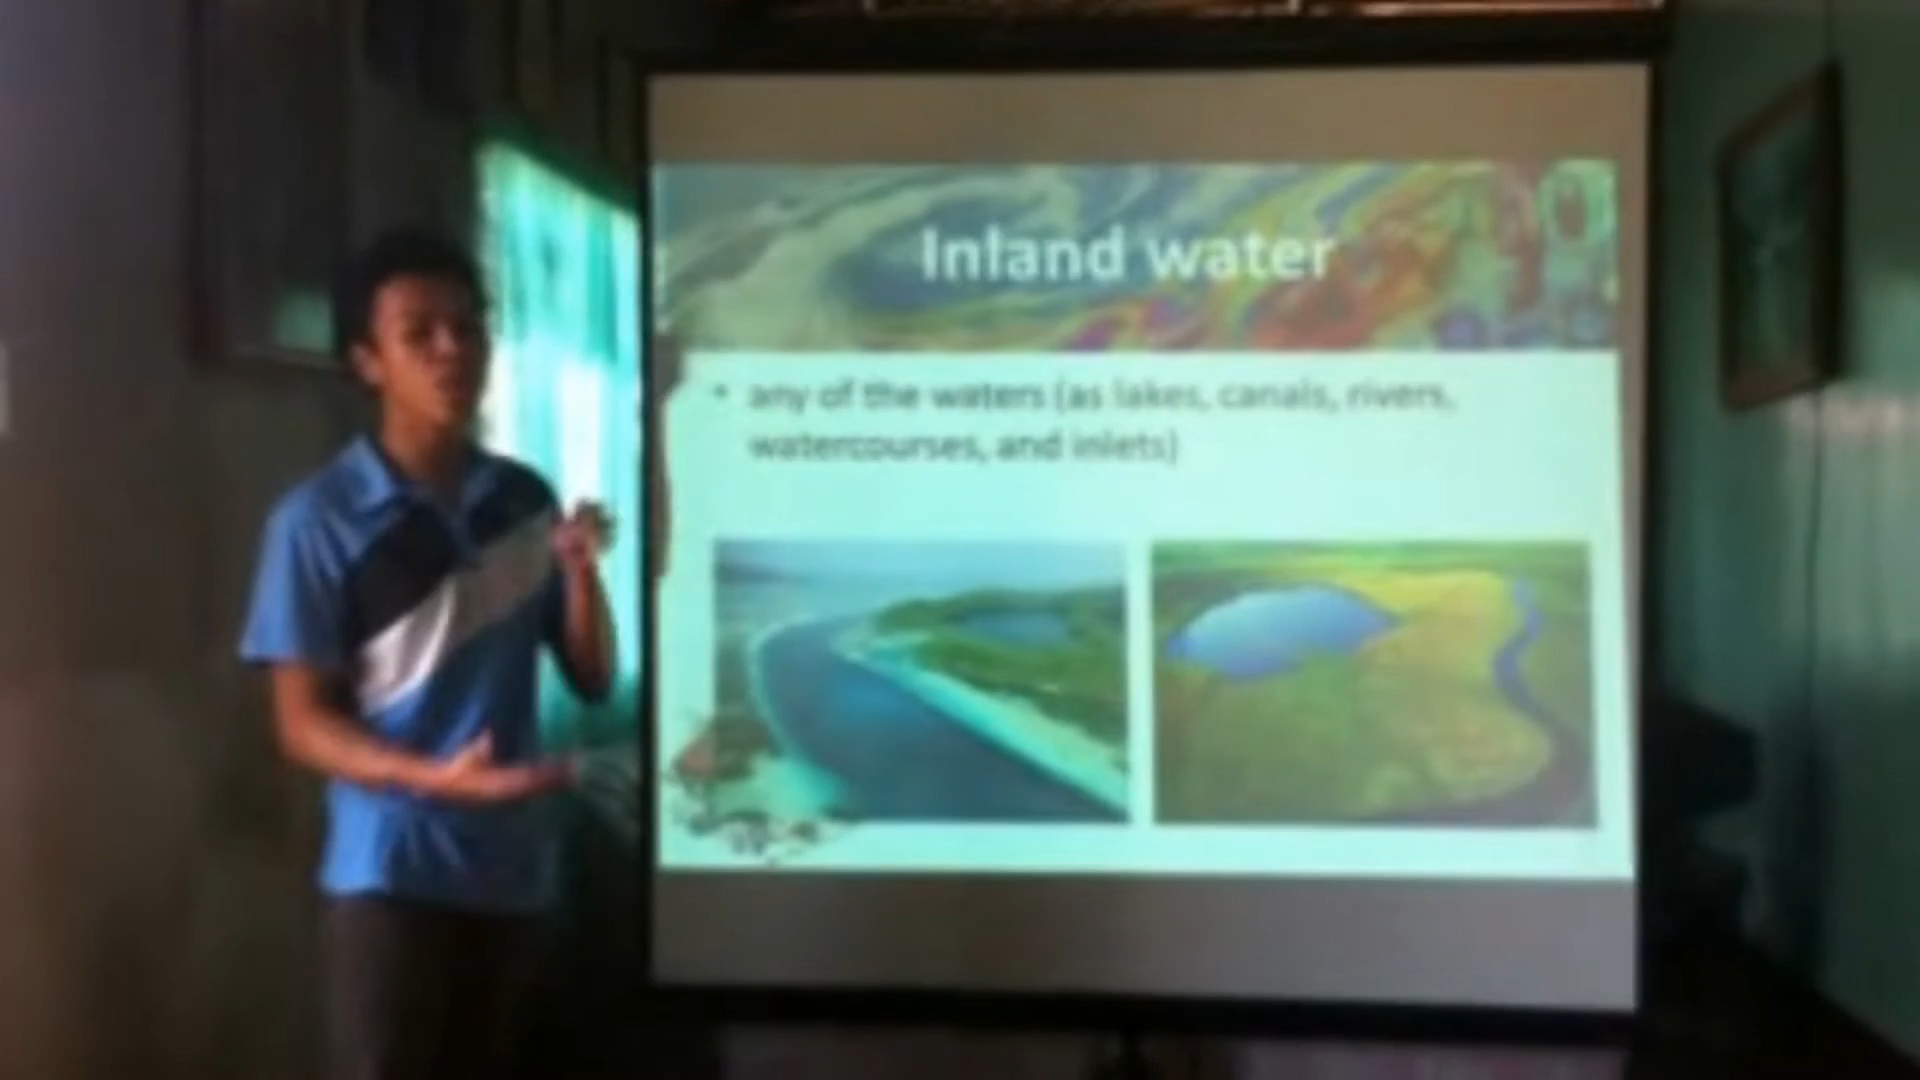 Inland water
• any of the waters (as lakes, canals, rivers,
watercourses, and inlets)